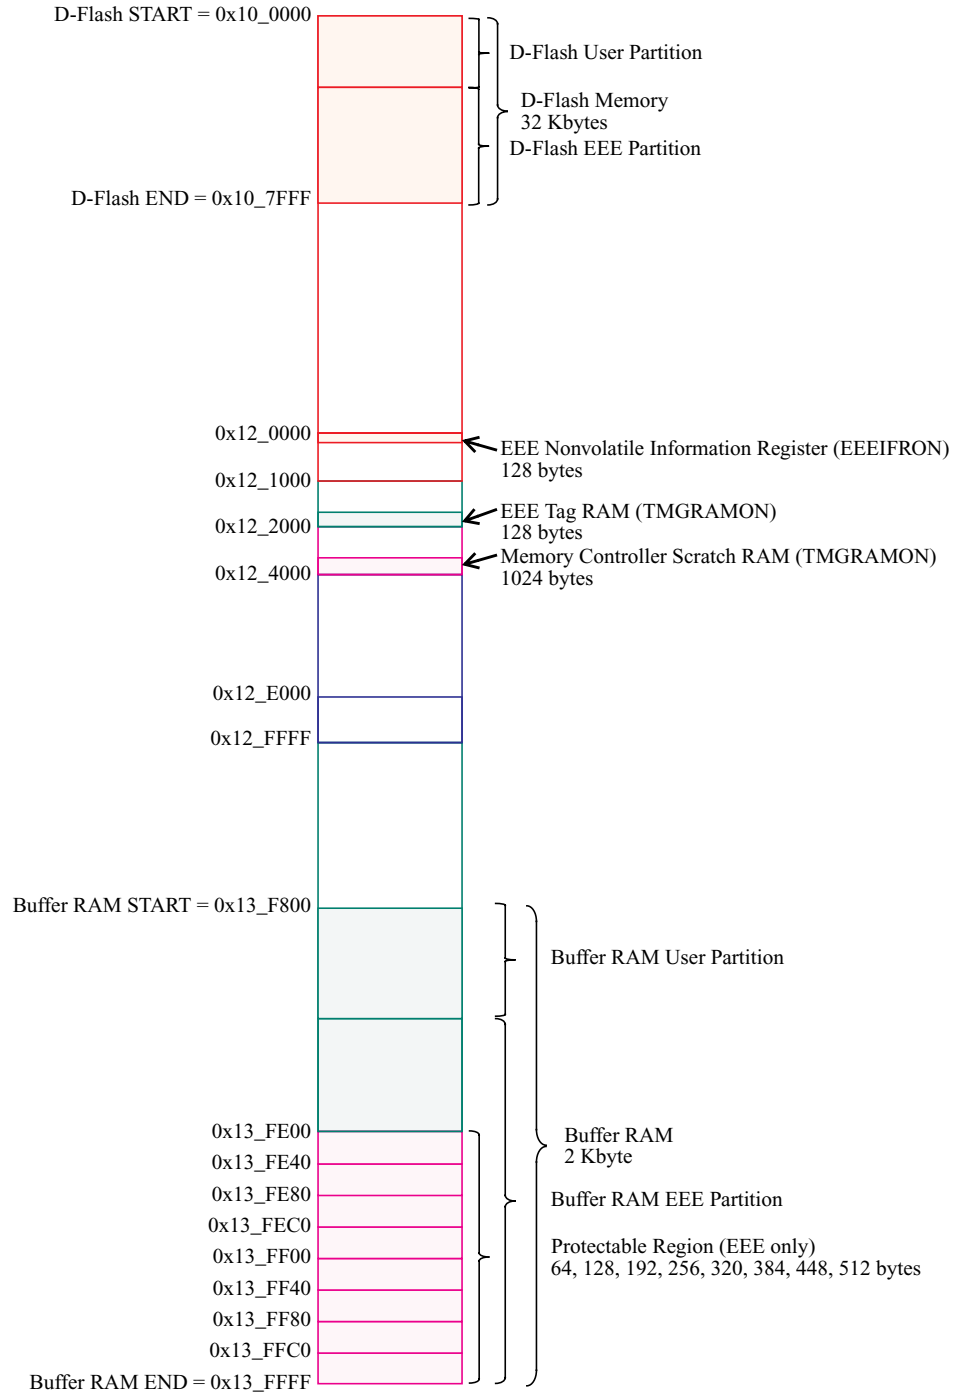 D-Flash START = 0x10_0000
D-Flash User Partition
D-Flash Memory
32 Kbytes
D-Flash EEE Partition
D-Flash END = 0x10_7FFF
0x12_0000
EEE Nonvolatile Information Register (EEEIFRON)
128 bytes
0x12_1000
EEE Tag RAM (TMGRAMON)
128 bytes
0x12_2000
Memory Controller Scratch RAM (TMGRAMON)
1024 bytes
0x12_4000
0x12_E000
0x12_FFFF
Buffer RAM START = 0x13_F800
Buffer RAM User Partition
0x13_FE00
Buffer RAM
2 Kbyte
0x13_FE40
0x13_FE80
Buffer RAM EEE Partition
0x13_FEC0
0x13_FF00
Protectable Region (EEE only)
64, 128, 192, 256, 320, 384, 448, 512 bytes
0x13_FF40
0x13_FF80
0x13_FFC0
Buffer RAM END = 0x13_FFFF